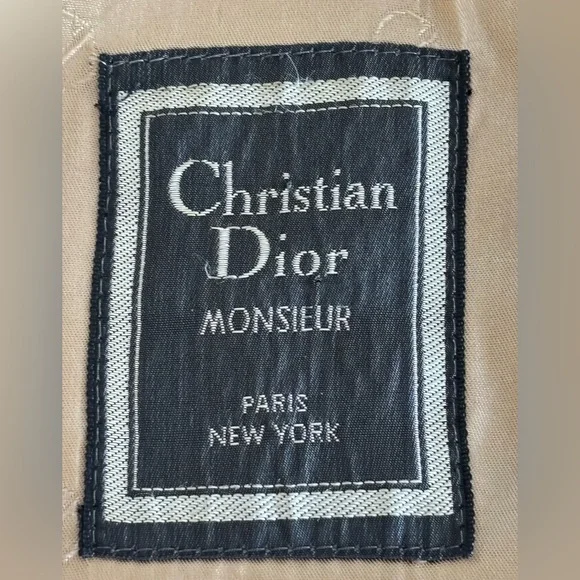 Christian
Dior
MONSIEUR
PARIS
NEW YORK